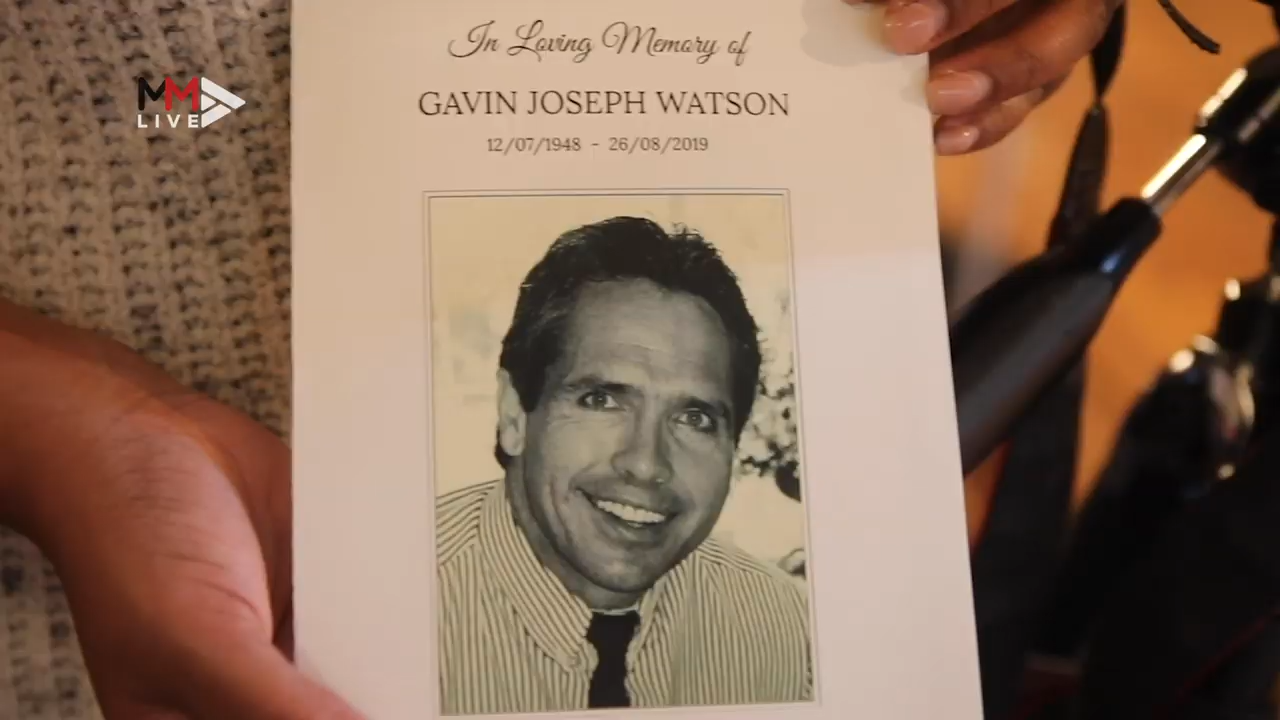 In Loving Memory of
GAVIN JOSEPH WATSON
12/07/1948 - 26/08/2019
MM
LIVE